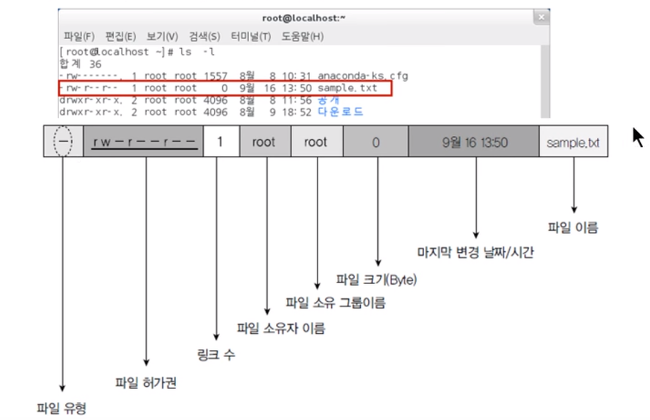 root@localhost:~
파일(F) 편집(E) 보기(V) 검색(S) 터미널(T) 도움말(H)
[root@localhost ~]# ls -l
합계 36
-rw-------. 1 root root 1557 8월 8 10:31 anaconda-ks.cfg
-rw-r--r-- 1 root root 0 9월 16 13:50 sample.txt
drwxr-xr-x. 2 root root 4096 8월 8 11:56 공개
drwxr-xr-x. 2 root root 4096 8월 9 18:52 다운로드
- rw-r--r-- 1 root root 0 9월 16 13:50 sample.txt
파일 이름
마지막 변경 날짜/시간
파일 크기(Byte)
파일 소유 그룹이름
파일 소유자 이름
링크 수
파일 허가권
파일 유형